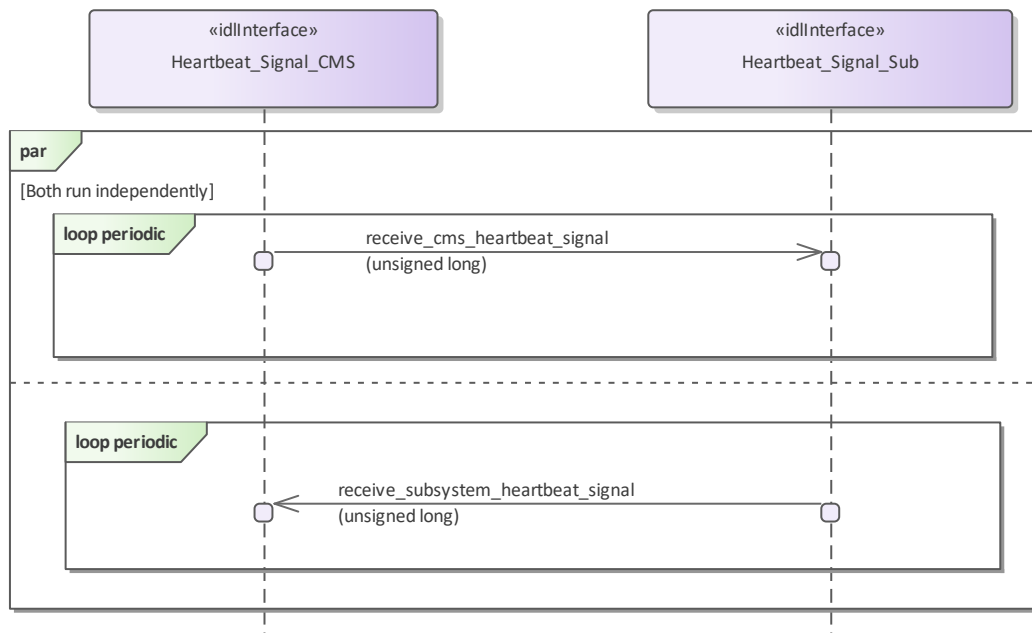 «idlInterface»
Heartbeat_Signal_CMS
«idlInterface»
Heartbeat_Signal_Sub
par
[Both run independently]
loop periodic
receive_cms_heartbeat_signal
(unsigned long)
loop periodic
receive_subsystem_heartbeat_signal
(unsigned long)